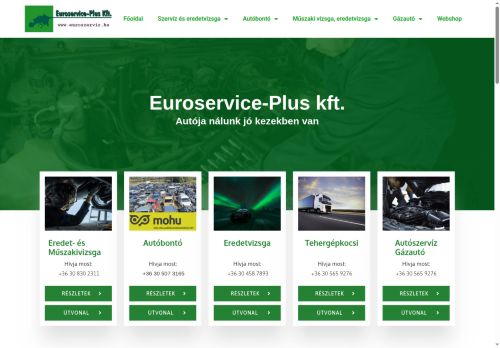 Euroservice-Plus Kft.
www.euroszerviz.hu
Főoldal
Szerviz és eredetvizsga
Autóbontó
Műszaki vizsga, eredetvizsga
Gázautó
Webshop
Euroservice-Plus kft.
Autója nálunk jó kezekben van
mohu
Eredet- és
Műszakivizsga
Hívja most:
+36 30 830 2311
RÉSZLETEK
ÚTVONAL
Autóbontó
Hívja most:
+36 30 507 8165
RÉSZLETEK
ÚTVONAL
Eredetvizsga
Hívja most:
+36 30 458 7893
RÉSZLETEK
ÚTVONAL
Tehergépkocsi
Hívja most:
+36 30 565 9276
RÉSZLETEK
ÚTVONAL
Autószervíz
Gázautó
Hívja most:
+36 30 565 9276
RÉSZLETEK
ÚTVONAL